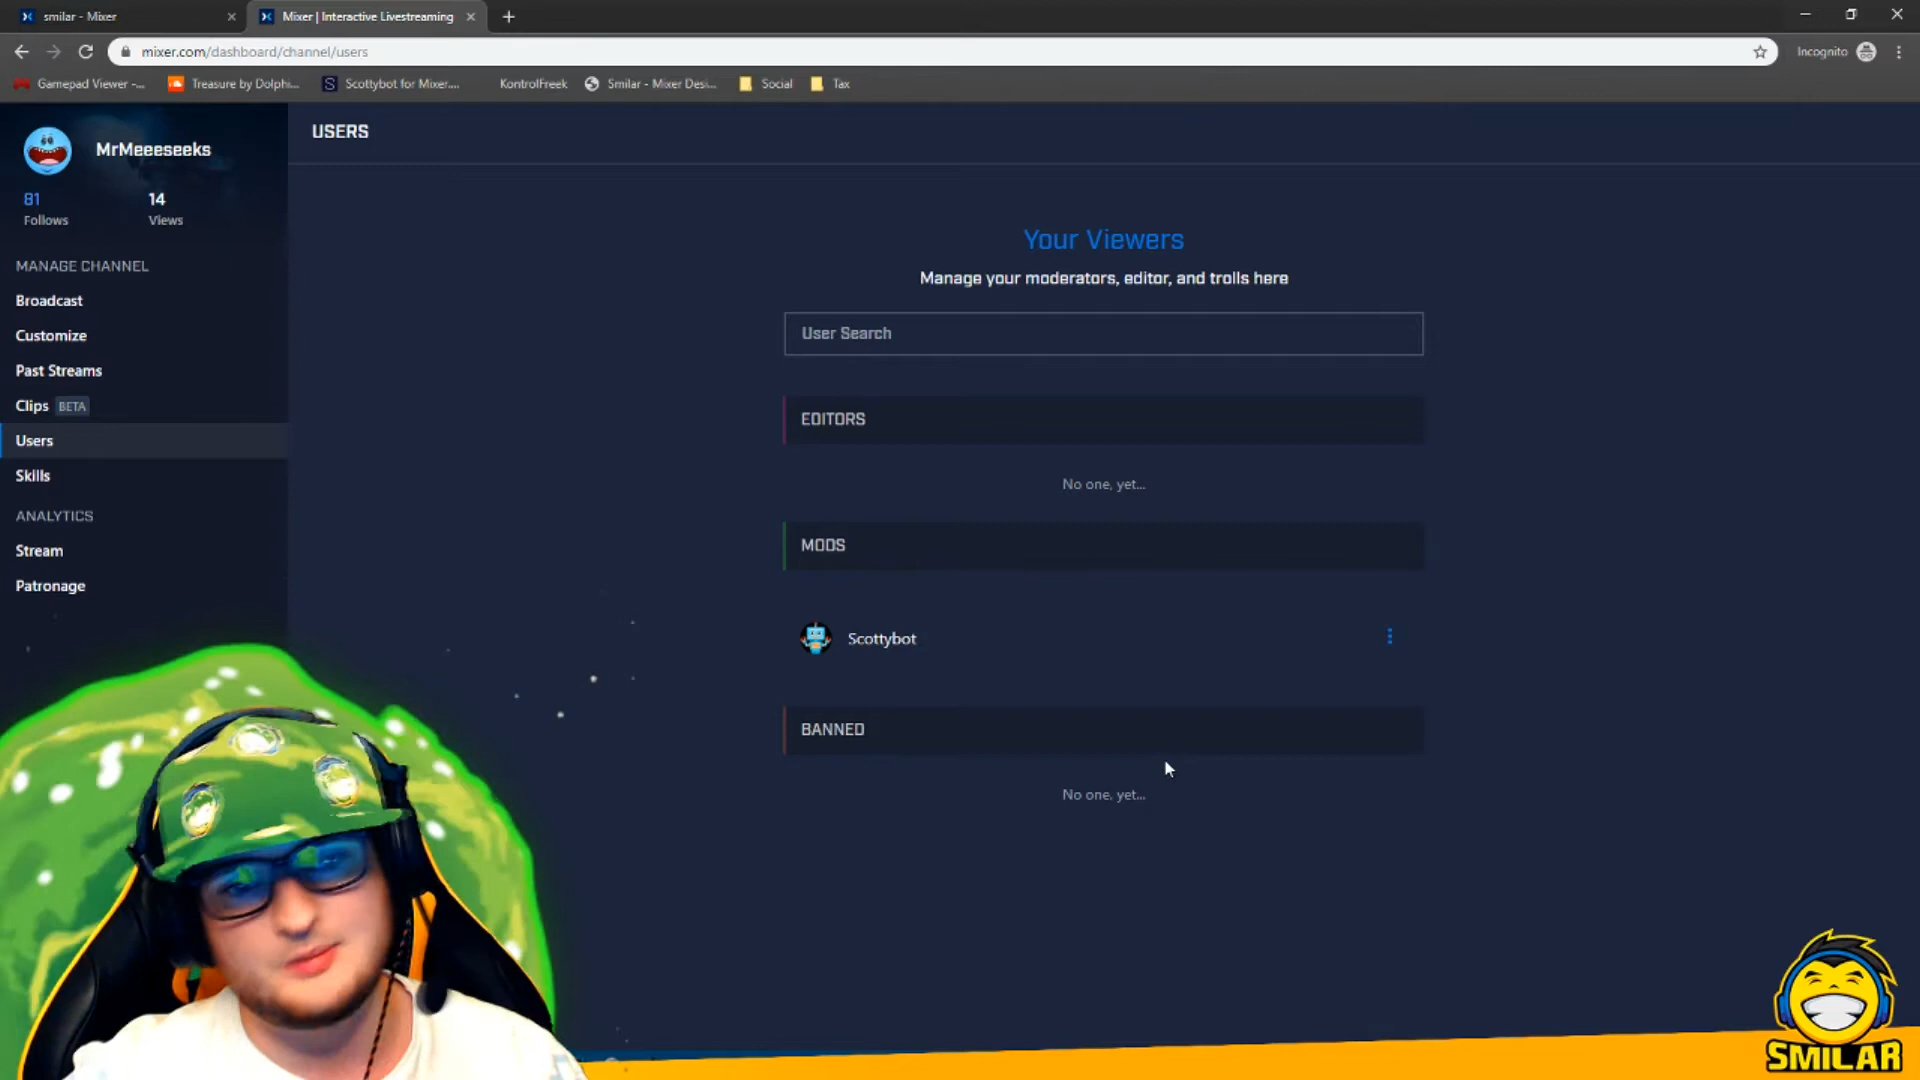 smilar - Mixer
Mixer | Interactive Livestreaming
mixer.com/dashboard/channel/users
Incognito
Gamepad Viewer -...
Treasure by Dolphi...
Scottybot for Mixer....
KontrolFreek
Smilar - Mixer Desi...
Social
Tax
MrMeeeseeks
81
Follows
14
Views
MANAGE CHANNEL
Broadcast
Customize
Past Streams
Clips BETA
Users
Skills
ANALYTICS
Stream
Patronage
USERS
Your Viewers
Manage your moderators, editor, and trolls here
User Search
EDITORS
No one, yet...
MODS
Scottybot
BANNED
No one, yet...
SMILAR